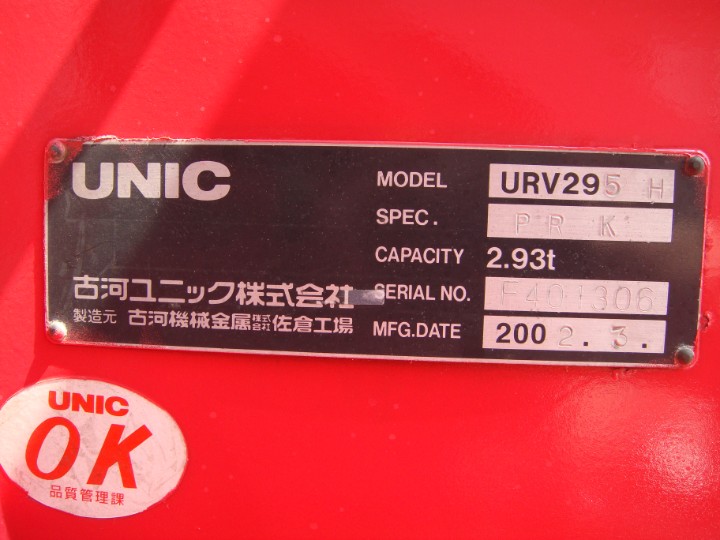 UNIC
MODEL URV295 H
SPEC. P R K
CAPACITY 2.93t
古河ユニック株式会社 SERIAL NO. F401306
製造元 古河機械金属株式会社佐倉工場 MFG.DATE 2002.3.
UNIC
OK
品質管理課